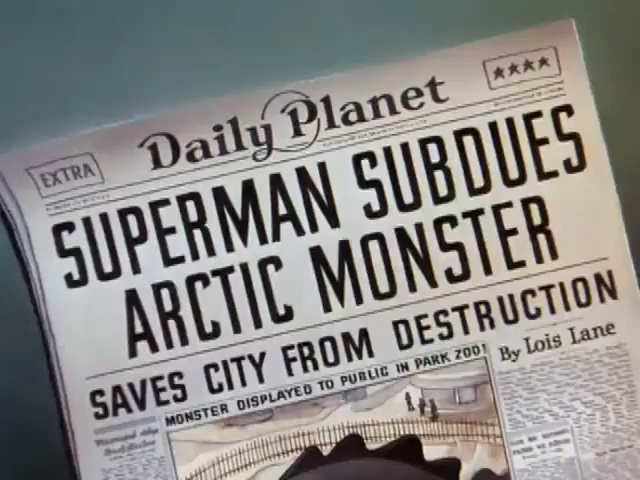 EXTRA
Daily Planet
SUPERMAN SUBDUES
ARCTIC MONSTER
SAVES CITY FROM DESTRUCTION
MONSTER DISPLAYED TO PUBLIC IN PARK ZOO!
By Lois Lane